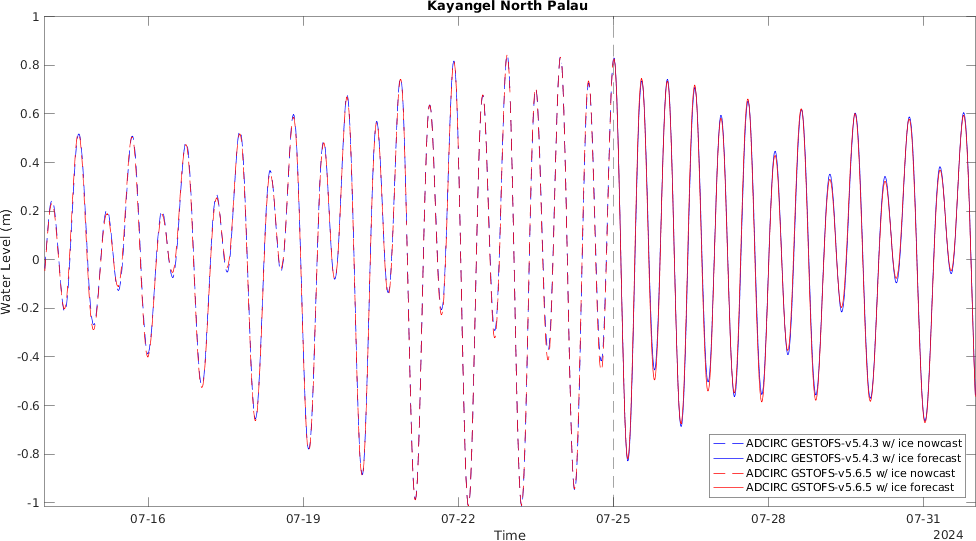 Kayangel North Palau
Water Level (m)
1
0.8
0.6
0.4
0.2
0
-0.2
-0.4
-0.6
-0.8
-1
ADCIRC GESTOFS-v5.4.3 w/ ice nowcast
ADCIRC GESTOFS-v5.4.3 w/ ice forecast
ADCIRC GSTOFS-v5.6.5 w/ ice nowcast
ADCIRC GSTOFS-v5.6.5 w/ ice forecast
07-16 07-19 07-22 07-25 07-28 07-31
Time
2024